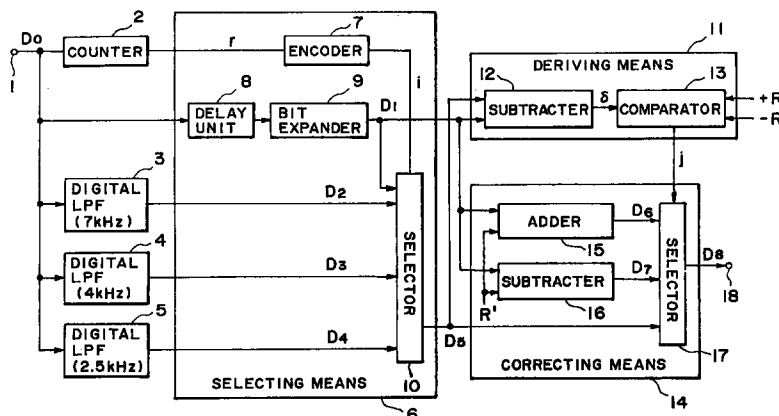 D0
1
2
COUNTER
r
7
ENCODER
i
8
DELAY
UNIT
9
BIT
EXPANDER
D1
3
DIGITAL
LPF
(7kHz)
D2
4
DIGITAL
LPF
(4kHz)
D3
5
DIGITAL
LPF
(2.5kHz)
D4
SELECTOR
10
SELECTING MEANS
6
D5
11
DERIVING MEANS
12
SUBTRACTER
δ
13
COMPARATOR
+R
-R
j
ADDER
15
D6
SUBTRACTER
16
D7
R'
SELECTOR
17
D8
18
CORRECTING MEANS
14